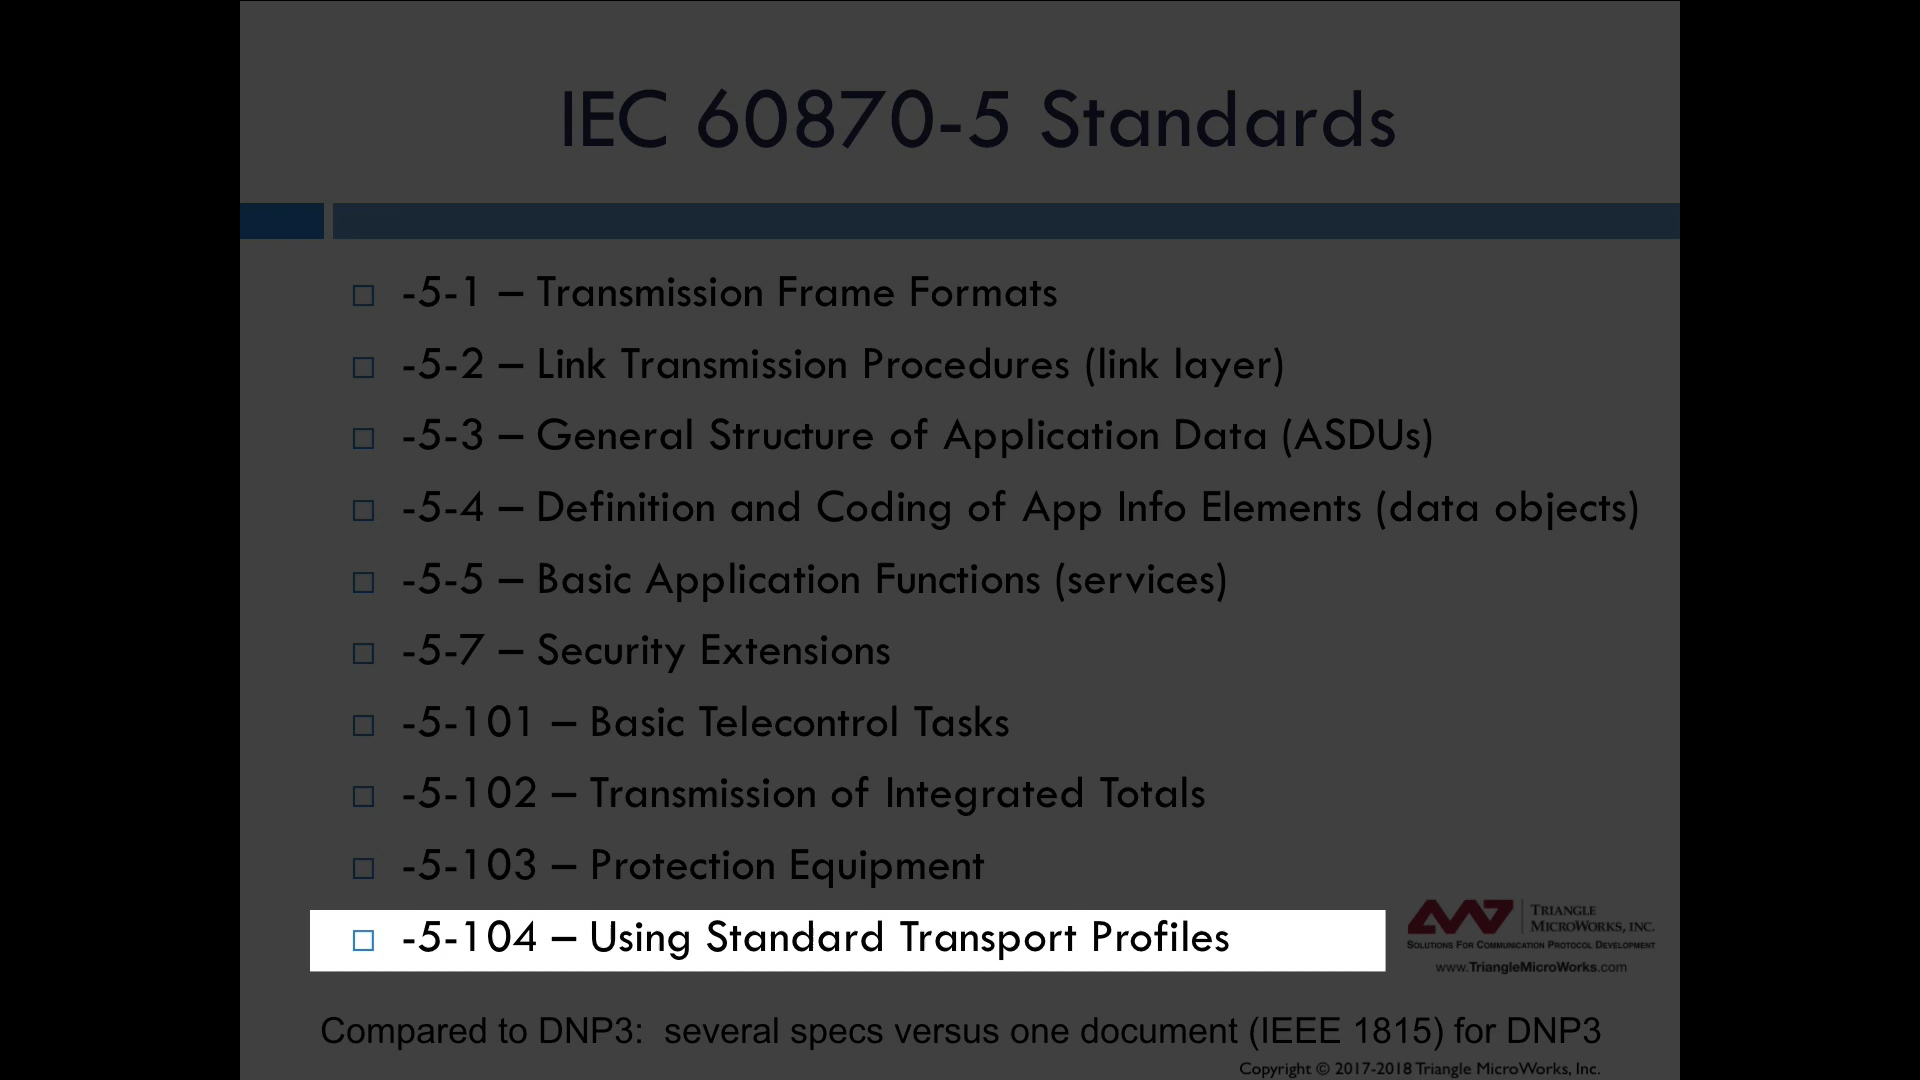 IEC 60870-5 Standards
-5-1 – Transmission Frame Formats
-5-2 – Link Transmission Procedures (link layer)
-5-3 – General Structure of Application Data (ASDUs)
-5-4 – Definition and Coding of App Info Elements (data objects)
-5-5 – Basic Application Functions (services)
-5-7 – Security Extensions
-5-101 – Basic Telecontrol Tasks
-5-102 – Transmission of Integrated Totals
-5-103 – Protection Equipment
-5-104 – Using Standard Transport Profiles
TRIANGLE
MICROWORKS, INC.
SOLUTIONS FOR COMMUNICATION PROTOCOL DEVELOPMENT
www.TriangleMicroWorks.com
Compared to DNP3: several specs versus one document (IEEE 1815) for DNP3
Copyright © 2017-2018 Triangle MicroWorks, Inc.